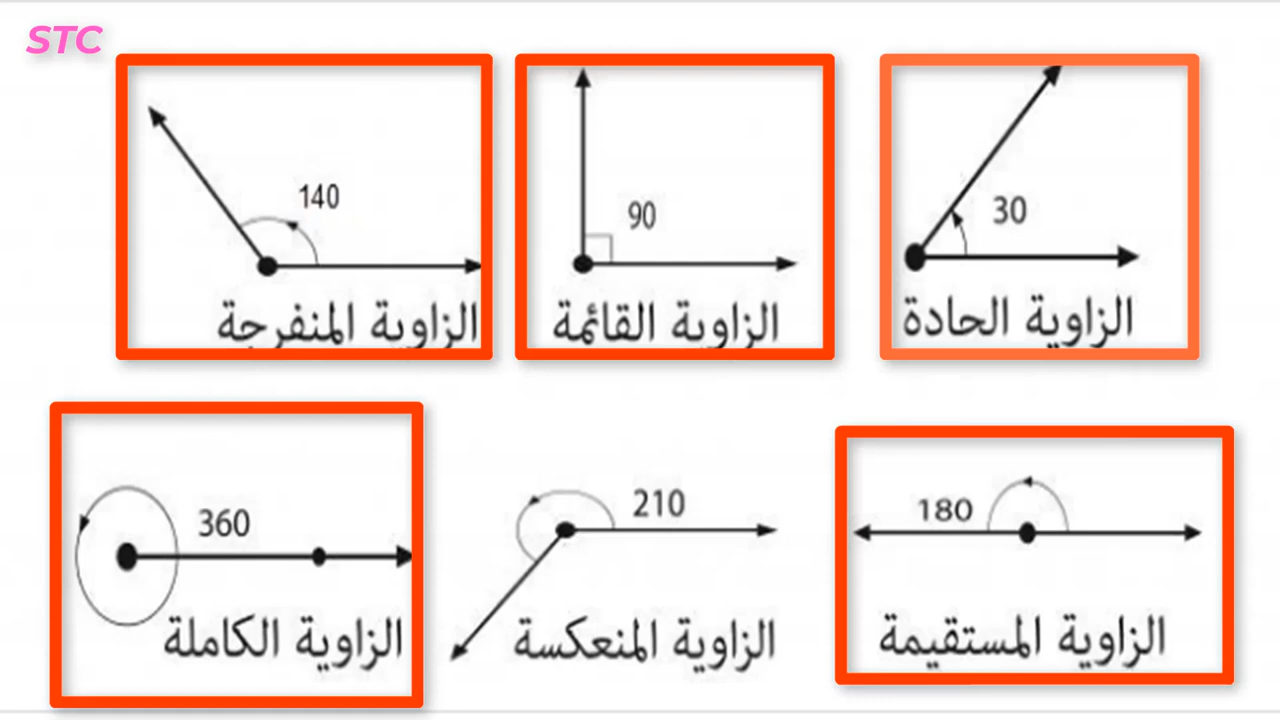 STC
30
الزاوية الحادة
90
الزاوية القائمة
140
الزاوية المنفرجة
180
الزاوية المستقيمة
210
الزاوية المنعكسة
360
الزاوية الكاملة